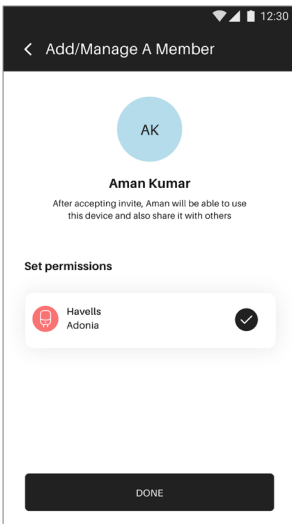 12:30
Add/Manage A Member
AK
Aman Kumar
After accepting invite, Aman will be able to use
this device and also share it with others
Set permissions
Havells
Adonia
DONE